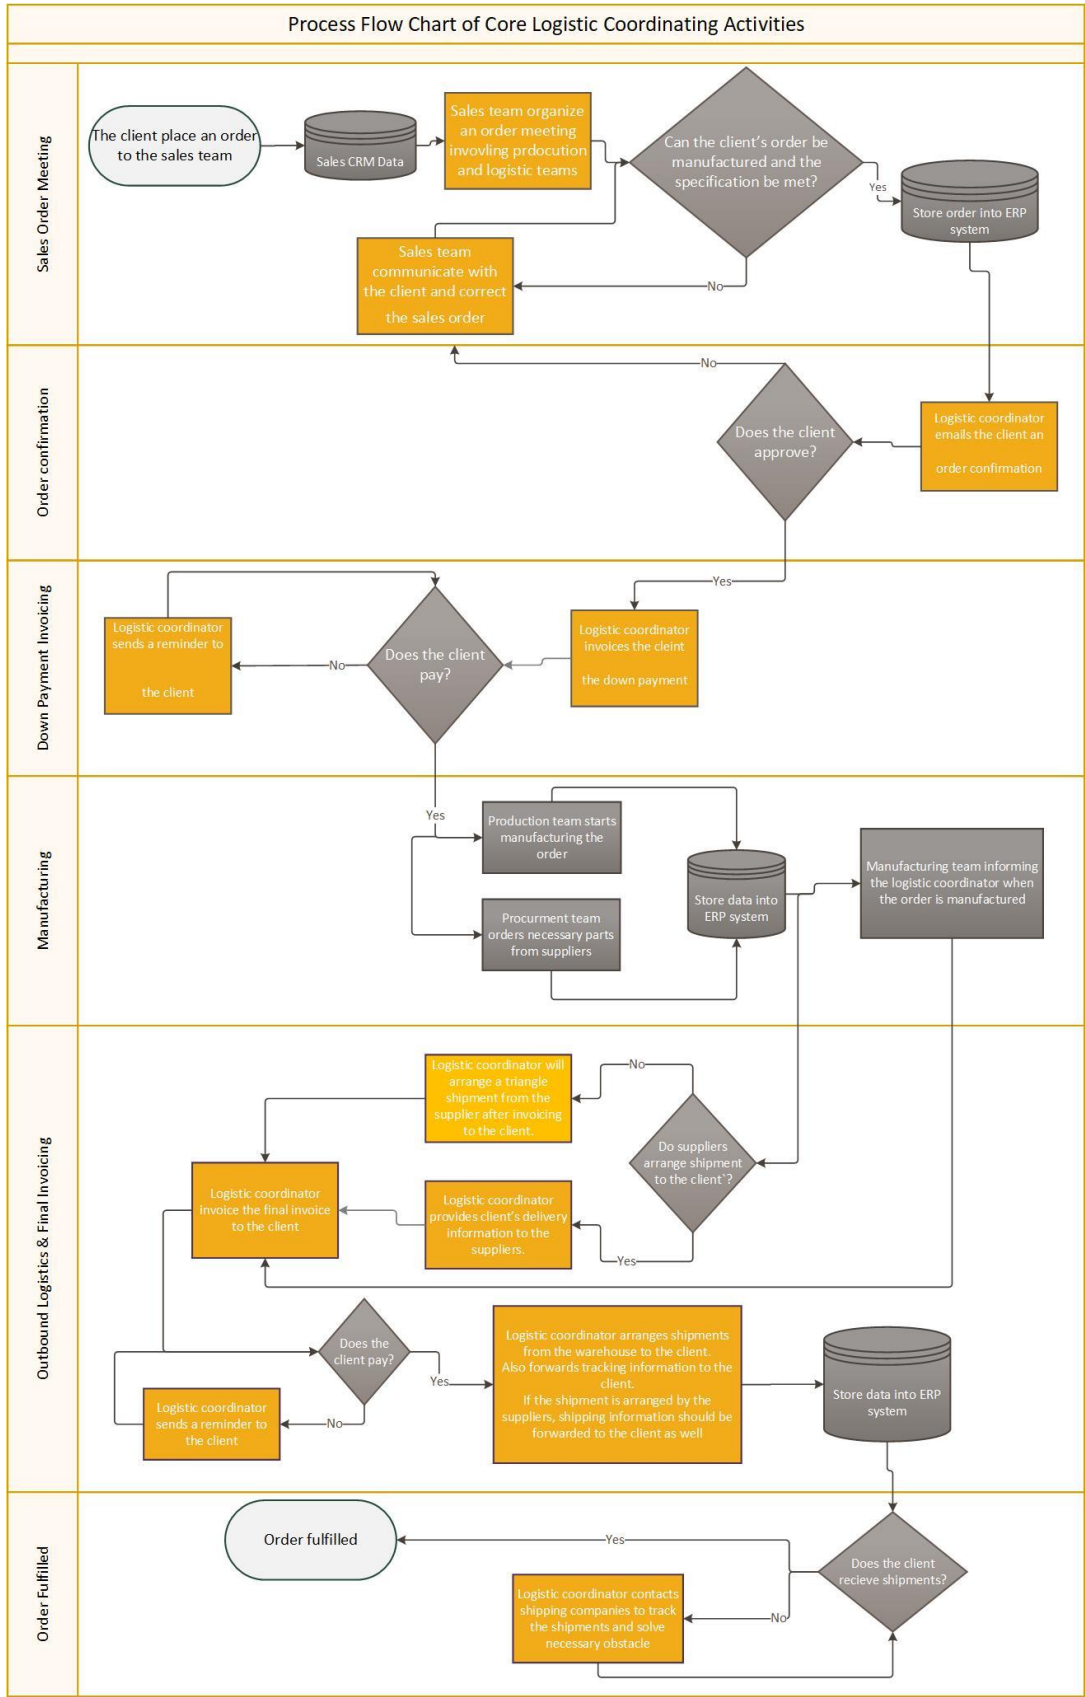 Process Flow Chart of Core Logistic Coordinating Activities
Sales Order Meeting
The client place an order
to the sales team
Sales CRM Data
Sales team organize
an order meeting
invovling prdocution
and logistic teams
Can the client's order be
manufactured and the
specification be met?
Yes
Store order into ERP
system
Sales team
communicate with
the client and correct
the sales order
No
Order confirmation
No
Does the client
approve?
Logistic coordinator
emails the client an
order confirmation
Down Payment Invoicing
Yes
Logistic coordinator
sends a reminder to
the client
No
Does the client
pay?
Logistic coordinator
invoices the cleint
the down payment
Manufacturing
Yes
Production team starts
manufacturing the
order
Procurment team
orders necessary parts
from suppliers
Store data into
ERP system
Manufacturing team informing
the logistic coordinator when
the order is manufactured
Outbound Logistics & Final Invoicing
Logistic coordinator will
arrange a triangle
shipment from the
supplier after invoicing
to the client.
No
Do suppliers
arrange shipment
to the client`?
Logistic coordinator
invoice the final invoice
to the client
Logistic coordinator
provides client's delivery
information to the
suppliers.
Yes
Does the
client pay?
Yes
No
Logistic coordinator
sends a reminder to
the client
Logistic coordinator arranges shipments
from the warehouse to the client.
Also forwards tracking information to the
client.
If the shipment is arranged by the
suppliers, shipping information should be
forwarded to the client as well
Store data into ERP
system
Order Fulfilled
Order fulfilled
Yes
Does the client
recieve shipments?
No
Logistic coordinator contacts
shipping companies to track
the shipments and solve
necessary obstacle